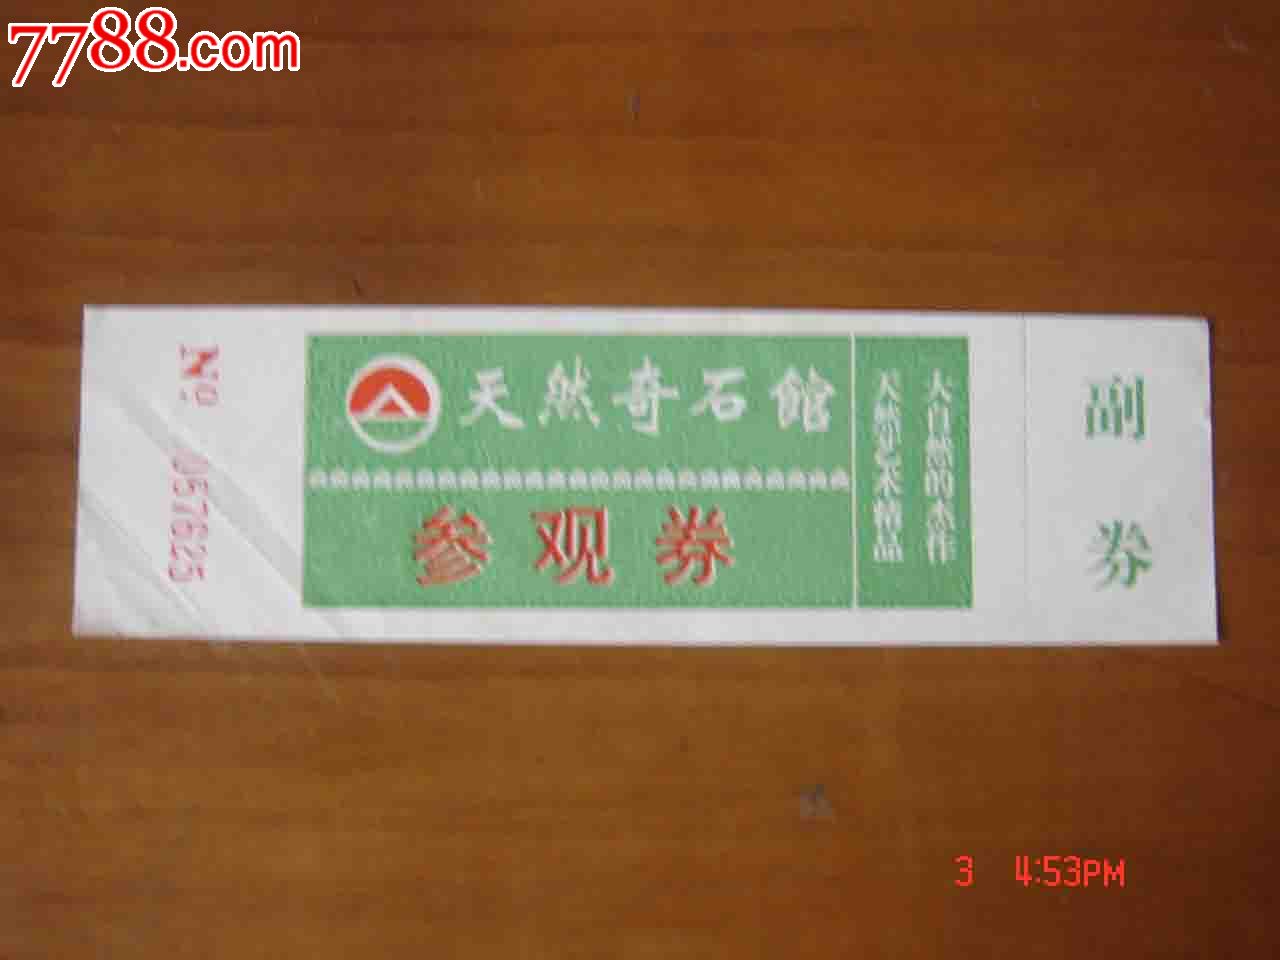 7788.com
No. 057625
天然奇石館
参观券
大自然的杰作
天然艺术精品
副券
3 4:53PM